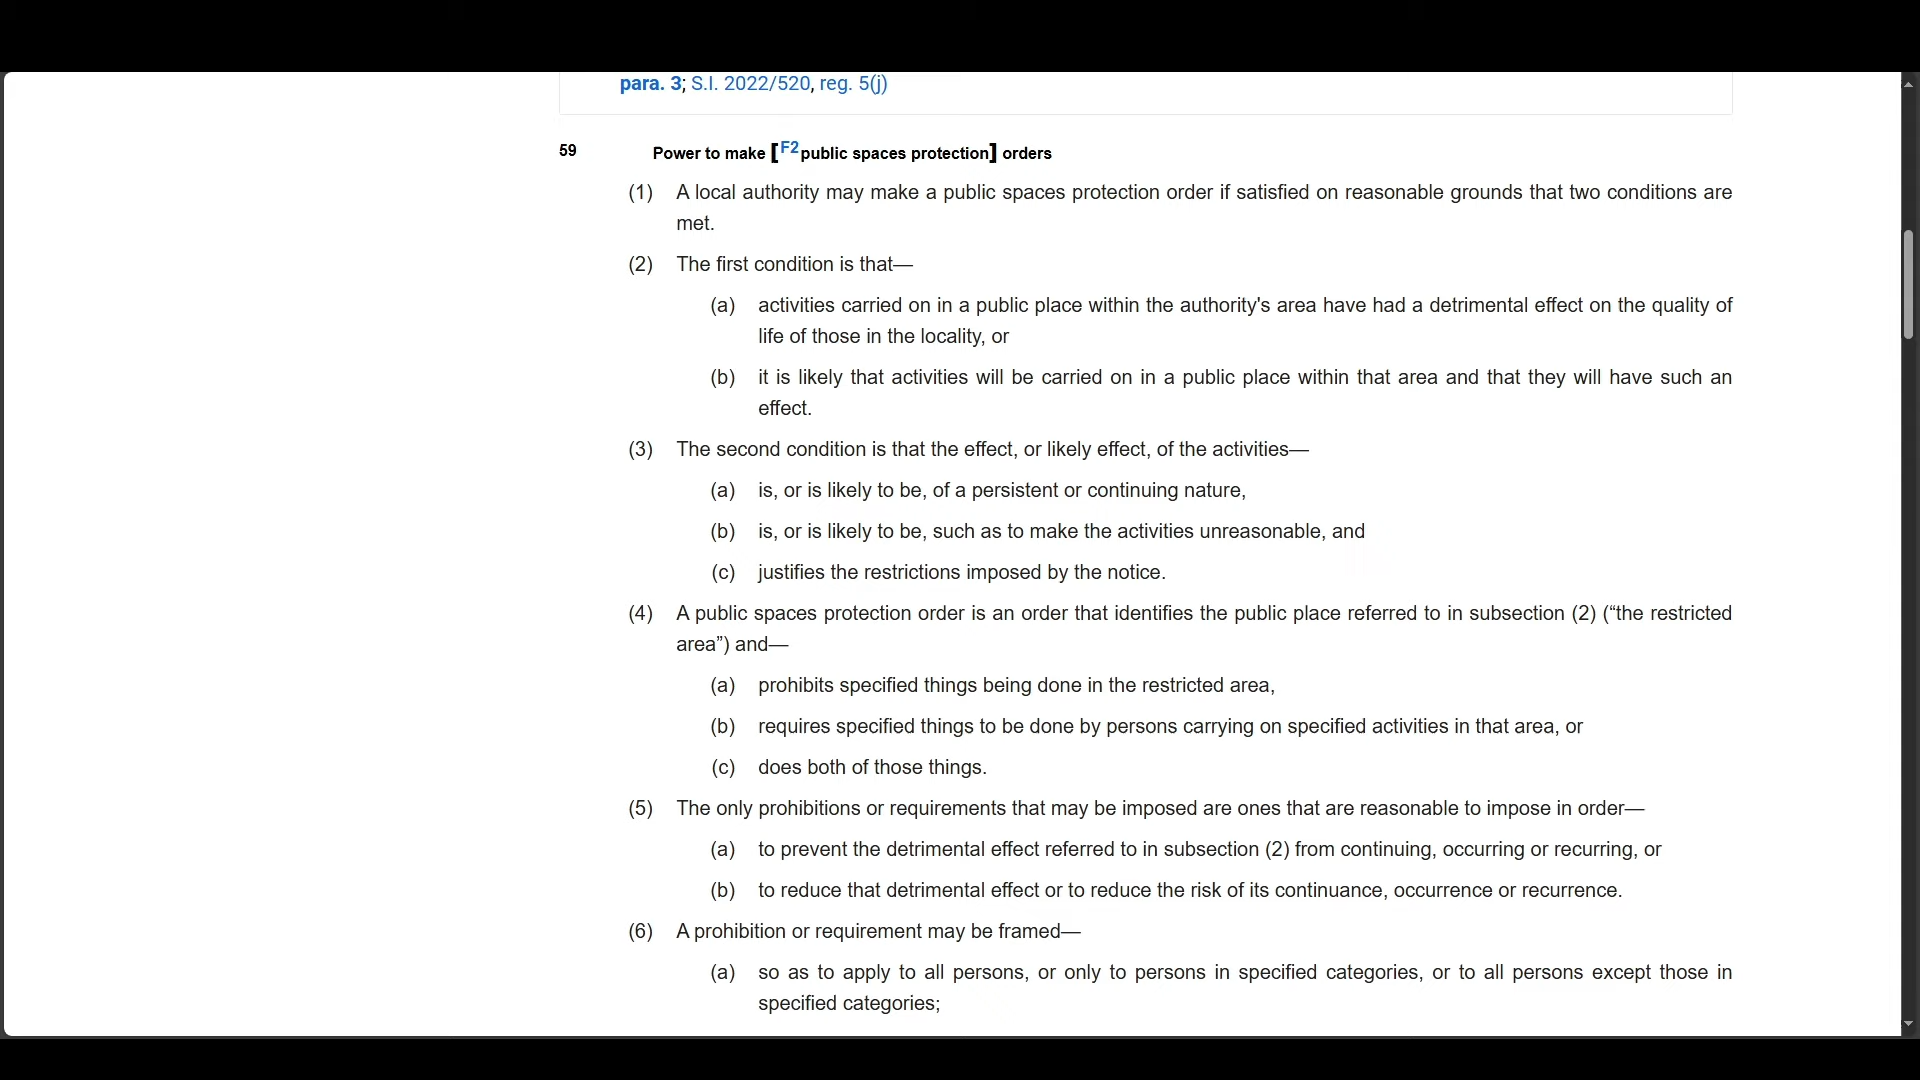 para. 3; S.I. 2022/520, reg. 5(j)
59 Power to make [F2public spaces protection] orders
(1) A local authority may make a public spaces protection order if satisfied on reasonable grounds that two conditions are
met.
(2) The first condition is that—
(a) activities carried on in a public place within the authority's area have had a detrimental effect on the quality of
life of those in the locality, or
(b) it is likely that activities will be carried on in a public place within that area and that they will have such an
effect.
(3) The second condition is that the effect, or likely effect, of the activities—
(a) is, or is likely to be, of a persistent or continuing nature,
(b) is, or is likely to be, such as to make the activities unreasonable, and
(c) justifies the restrictions imposed by the notice.
(4) A public spaces protection order is an order that identifies the public place referred to in subsection (2) (“the restricted
area”) and—
(a) prohibits specified things being done in the restricted area,
(b) requires specified things to be done by persons carrying on specified activities in that area, or
(c) does both of those things.
(5) The only prohibitions or requirements that may be imposed are ones that are reasonable to impose in order—
(a) to prevent the detrimental effect referred to in subsection (2) from continuing, occurring or recurring, or
(b) to reduce that detrimental effect or to reduce the risk of its continuance, occurrence or recurrence.
(6) A prohibition or requirement may be framed—
(a) so as to apply to all persons, or only to persons in specified categories, or to all persons except those in
specified categories;